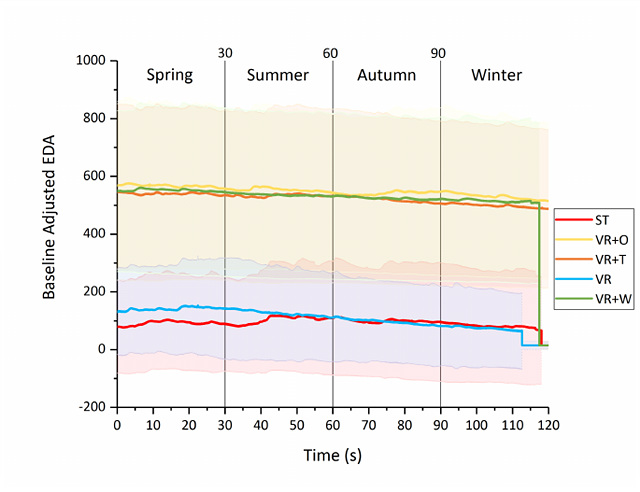 30 60 90
1000
Spring Summer Autumn Winter
800
600
400
200
0
-200
Baseline Adjusted EDA
0 10 20 30 40 50 60 70 80 90 100 110 120
Time (s)
ST
VR+O
VR+T
VR
VR+W